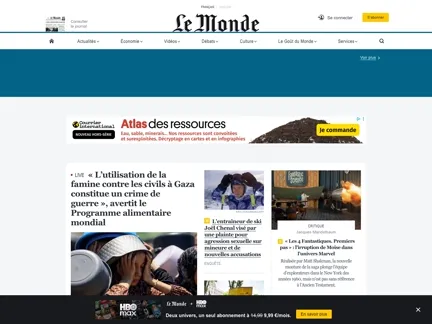 Français
Consulter
le journal
Le Monde
Se connecter
S'abonner
Actualités
Économie
Vidéos
Débats
Culture
Le Goût du Monde
Services
Voir plus
Courrier
international
NOUVEAU HORS-SÉRIE
Atlas des ressources
Eau, sable, minerais... Nos ressources sont convoitées
et surexploitées. Décryptage en cartes et en infographies
je commande
LIVE « L'utilisation de la
famine contre les civils à Gaza
constitue un crime de
guerre », avertit le
Programme alimentaire
mondial
L'entraîneur de ski
Joël Chenal visé par
une plainte pour
agression sexuelle sur
mineure et de
nouvelles accusations
ENQUÊTE
CRITIQUE
Jacques Mandelbaum
« Les 4 Fantastiques. Premiers
pas » : l'irruption de Moïse dans
l'univers Marvel
Réalisé par Matt Shakman, la nouvelle
mouture de la saga plonge l'équipe
d'explorateurs dans le New York des
années 1960, mais n'est pas sans référence à
l'Ancien Testament.
HBO
max
Le Monde + HBO max
Deux univers, un seul abonnement à 14,99 9,99 €/mois.
En savoir plus